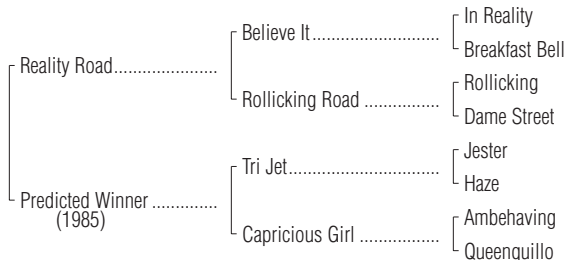 In Reality
Believe It.............................
Breakfast Bell
Reality Road.....................
Rollicking
Rollicking Road .................
Dame Street
Jester
Tri Jet..................................
Haze
Predicted Winner ..............
(1985)
Ambehaving
Capricious Girl ..................
Queenquillo